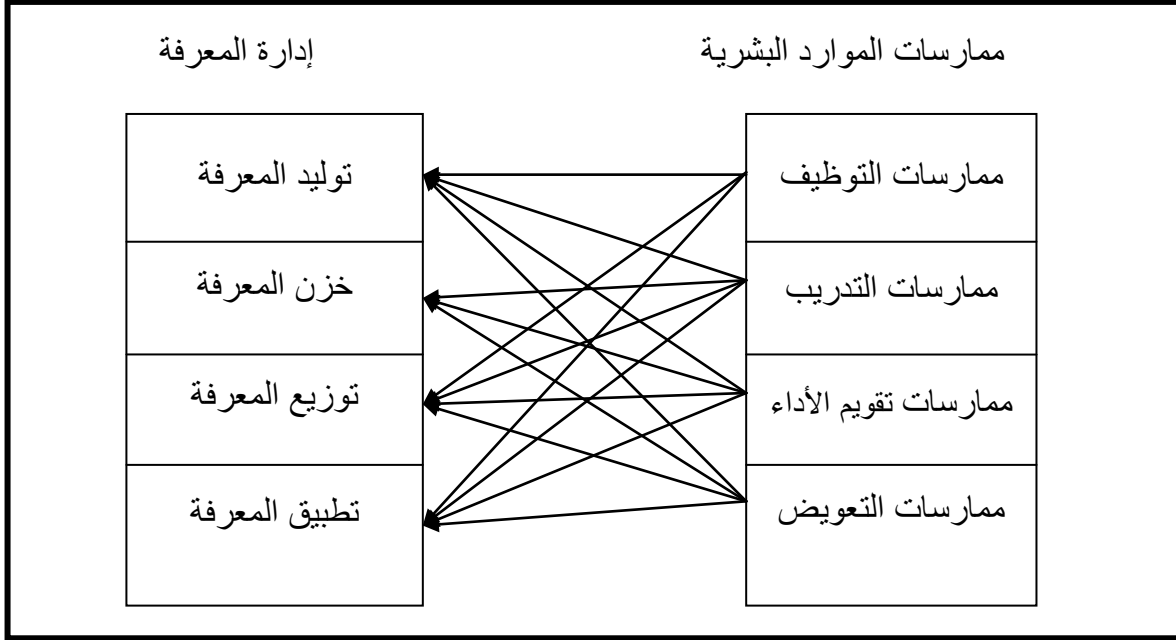 ممارسات الموارد البشرية
إدارة المعرفة
ممارسات التوظيف
توليد المعرفة
ممارسات التدريب
خزن المعرفة
ممارسات تقويم الأداء
توزيع المعرفة
ممارسات التعويض
تطبيق المعرفة